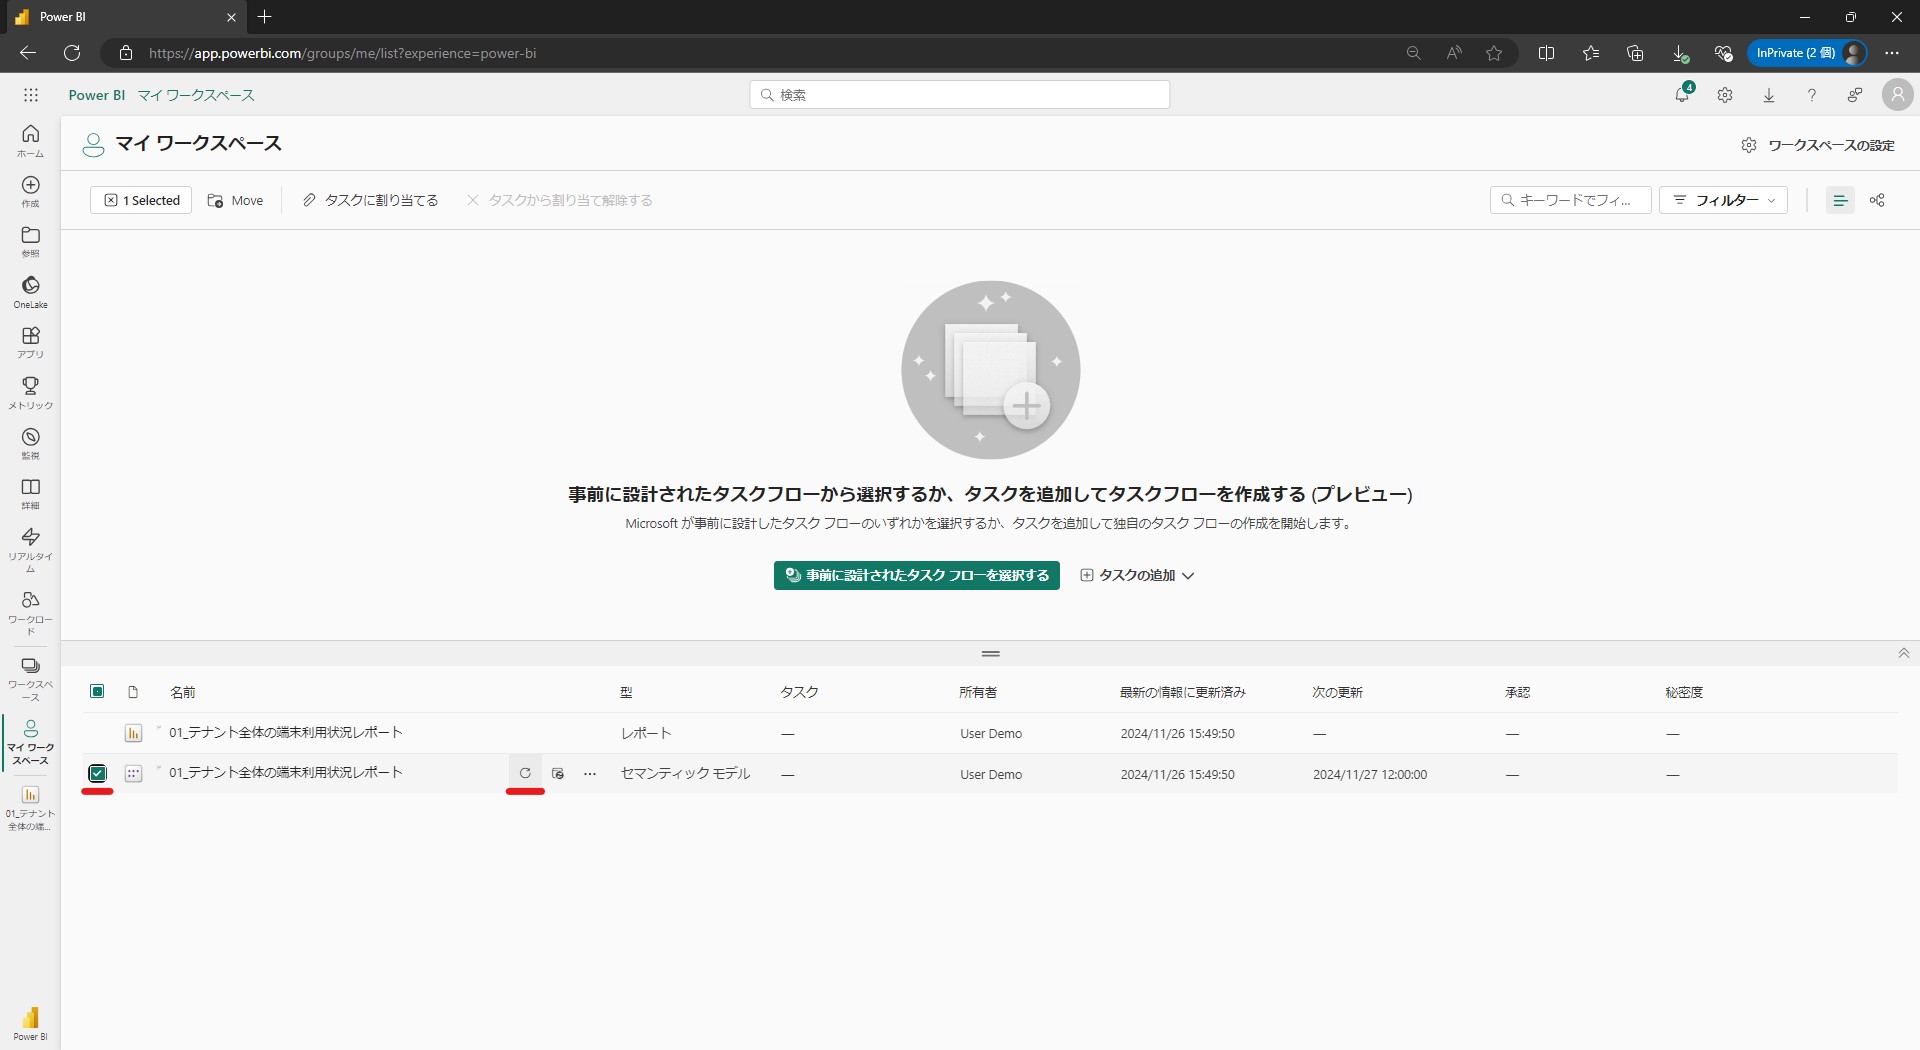 Power BI
https://app.powerbi.com/groups/me/list?experience=power-bi
InPrivate (2 個)
Power BI マイ ワークスペース
検索
4
ホーム
作成
参照
OneLake
アプリ
メトリック
監視
詳細
リアルタイ
ム
ワークロー
ド
ワークスペ
ース
マイ ワーク
スペース
01_テナント
全体の端...
Power BI
マイ ワークスペース
ワークスペースの設定
1 Selected
Move
タスクに割り当てる
タスクから割り当て解除する
キーワードでフィ...
フィルター
事前に設計されたタスクフローから選択するか、タスクを追加してタスクフローを作成する (プレビュー)
Microsoft が事前に設計したタスク フローのいずれかを選択するか、タスクを追加して独自のタスク フローの作成を開始します。
事前に設計されたタスク フローを選択する
タスクの追加
名前 型 タスク 所有者 最新の情報に更新済み 次の更新 承認 秘密度
01_テナント全体の端末利用状況レポート レポート — User Demo 2024/11/26 15:49:50 — — —
01_テナント全体の端末利用状況レポート セマンティック モデル — User Demo 2024/11/26 15:49:50 2024/11/27 12:00:00 — —